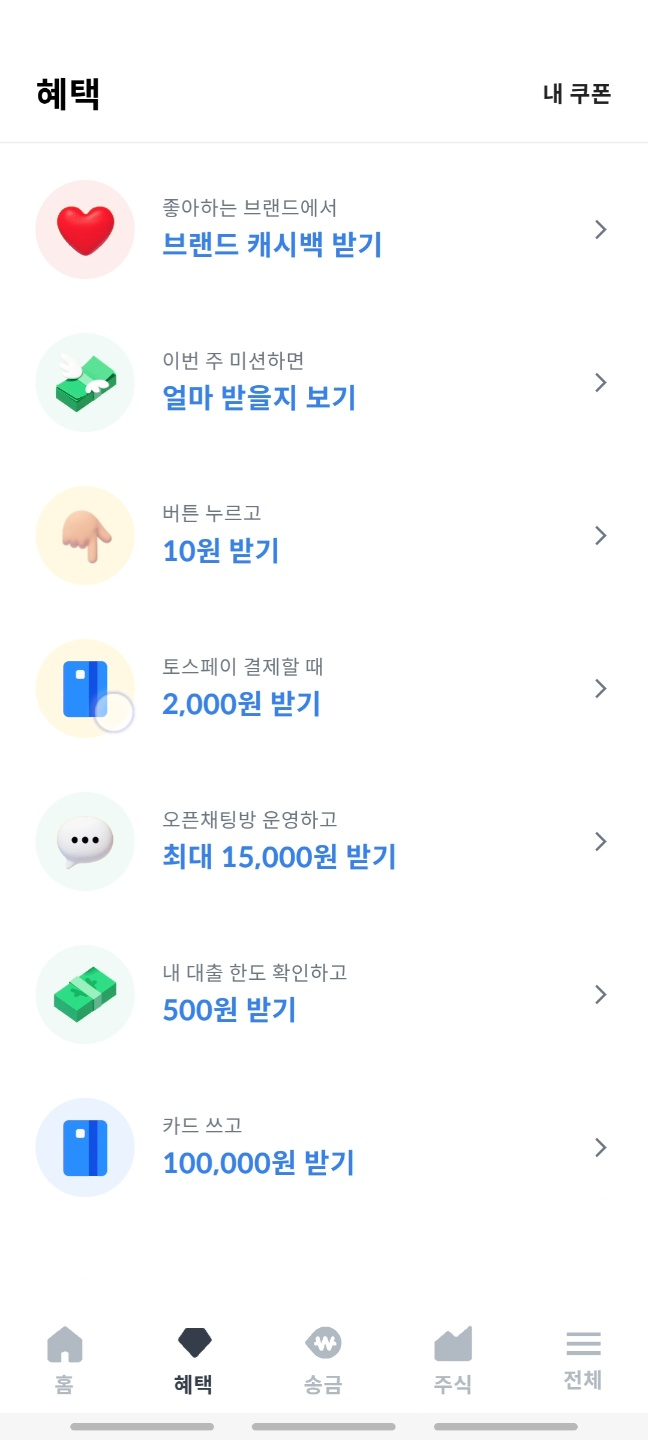 혜택
내 쿠폰
좋아하는 브랜드에서
브랜드 캐시백 받기
이번 주 미션하면
얼마 받을지 보기
버튼 누르고
10원 받기
토스페이 결제할 때
2,000원 받기
오픈채팅방 운영하고
최대 15,000원 받기
내 대출 한도 확인하고
500원 받기
카드 쓰고
100,000원 받기
홈
혜택
송금
주식
전체